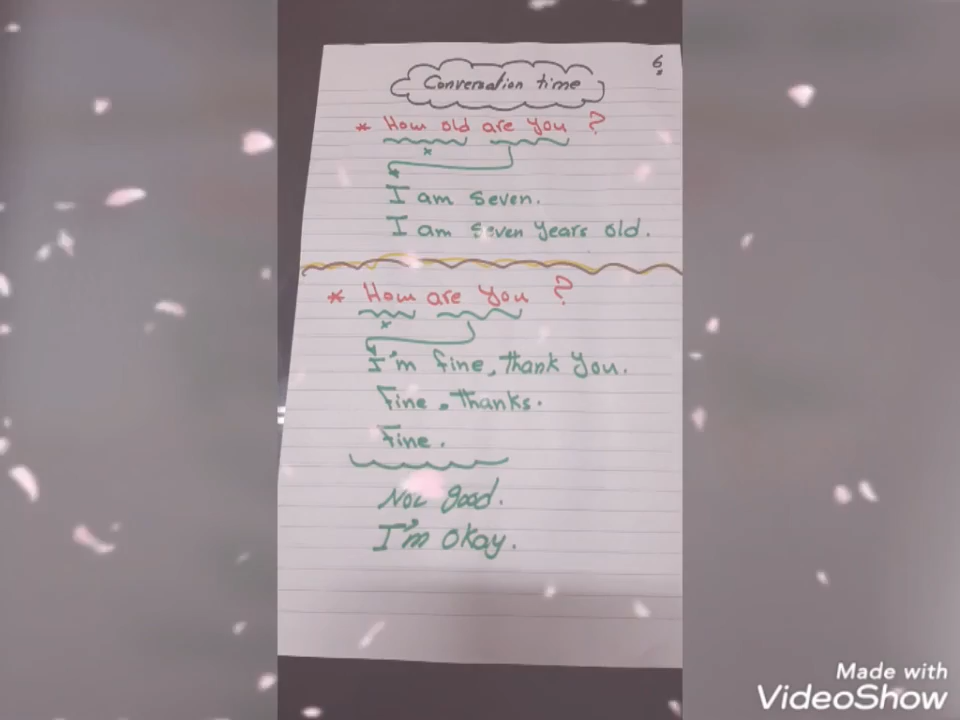 6
Conversation time
* How old are you ?
x
I am seven.
I am seven years old.
* How are you ?
x
I'm fine, thank you.
Fine, thanks.
Fine.
good.
I'm okay.
Made with
VideoShow